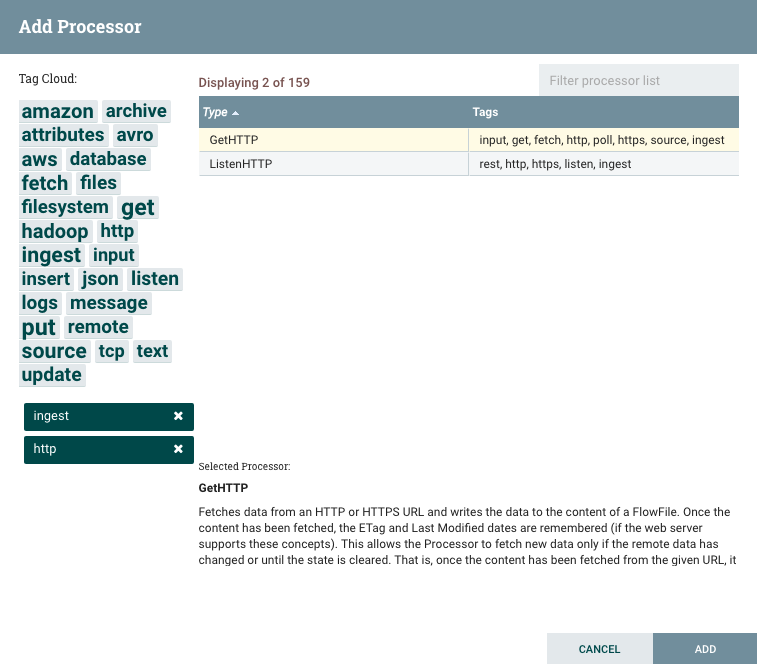 Add Processor
Tag Cloud:
amazon archive
attributes avro
aws database
fetch files
filesystem get
hadoop http
ingest input
insert json listen
logs message
put remote
source tcp text
update
ingest
http
Displaying 2 of 159
Filter processor list
Type Tags
GetHTTP input, get, fetch, http, poll, https, source, ingest
ListenHTTP rest, http, https, listen, ingest
Selected Processor:
GetHTTP
Fetches data from an HTTP or HTTPS URL and writes the data to the content of a FlowFile. Once the
content has been fetched, the ETag and Last Modified dates are remembered (if the web server
supports these concepts). This allows the Processor to fetch new data only if the remote data has
changed or until the state is cleared. That is, once the content has been fetched from the given URL, it
CANCEL ADD